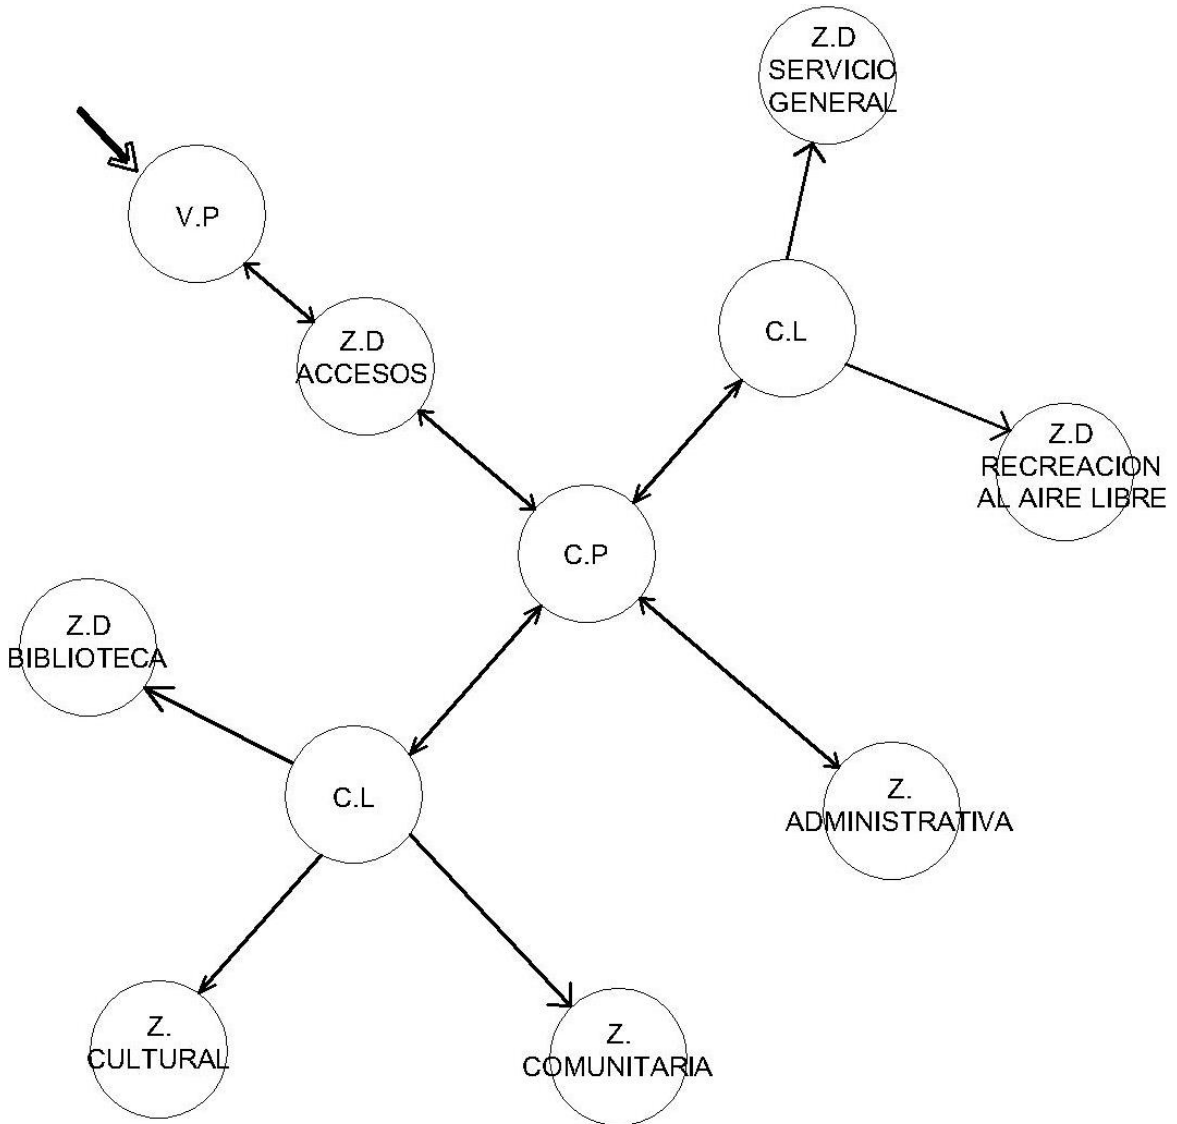 Z.D
SERVICIO
GENERAL
V.P
Z.D
ACCESOS
C.L
Z.D
RECREACION
AL AIRE LIBRE
C.P
Z.D
BIBLIOTECA
C.L
Z.
ADMINISTRATIVA
Z.
CULTURAL
Z.
COMUNITARIA